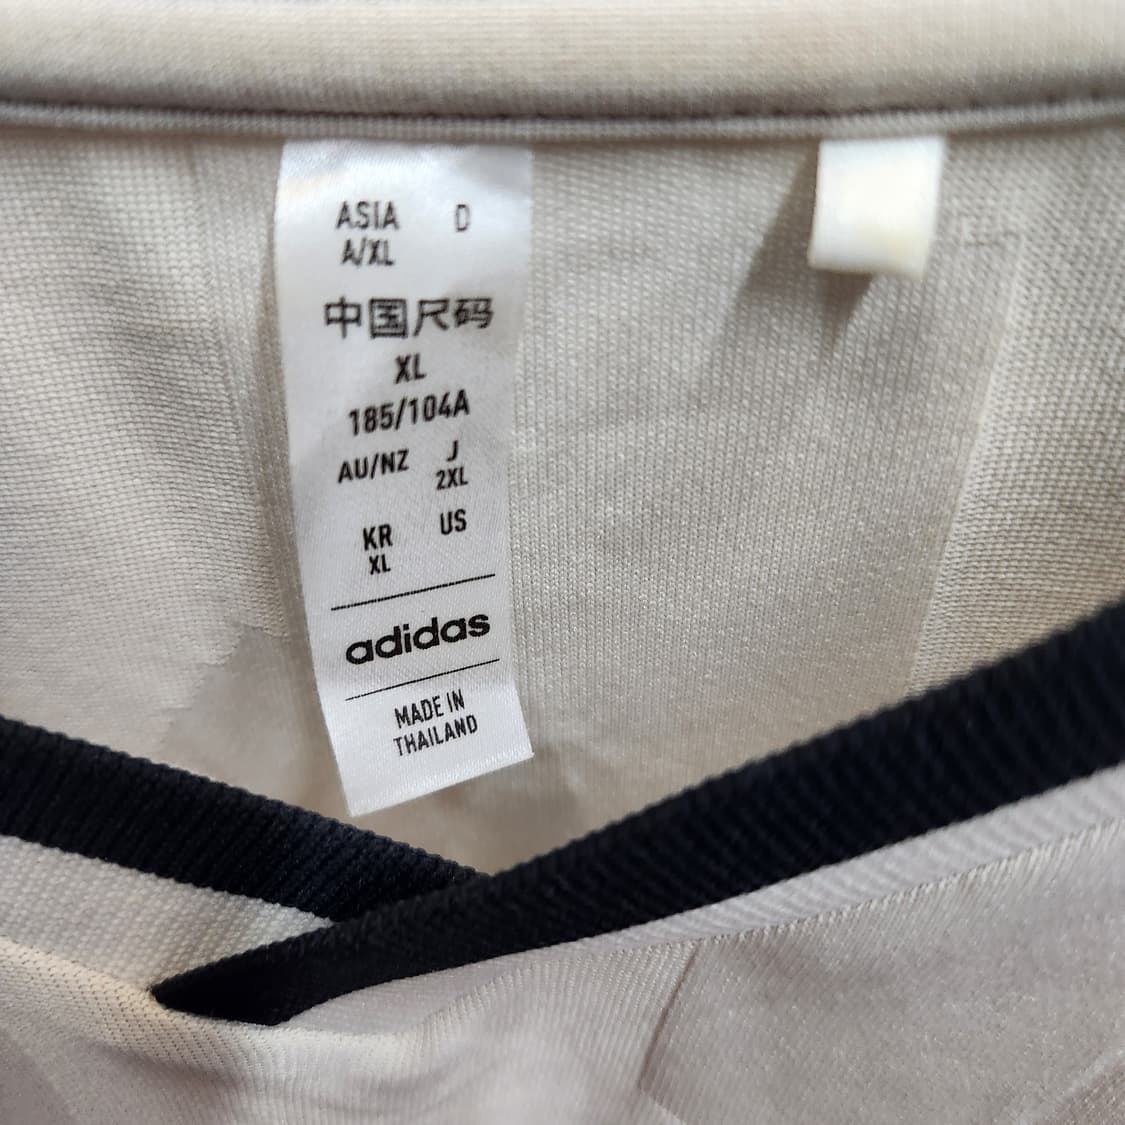 ASIA D
A/XL
中国尺码
XL
185/104A
AU/NZ J
2XL
KR US
XL
adidas
MADE IN
THAILAND